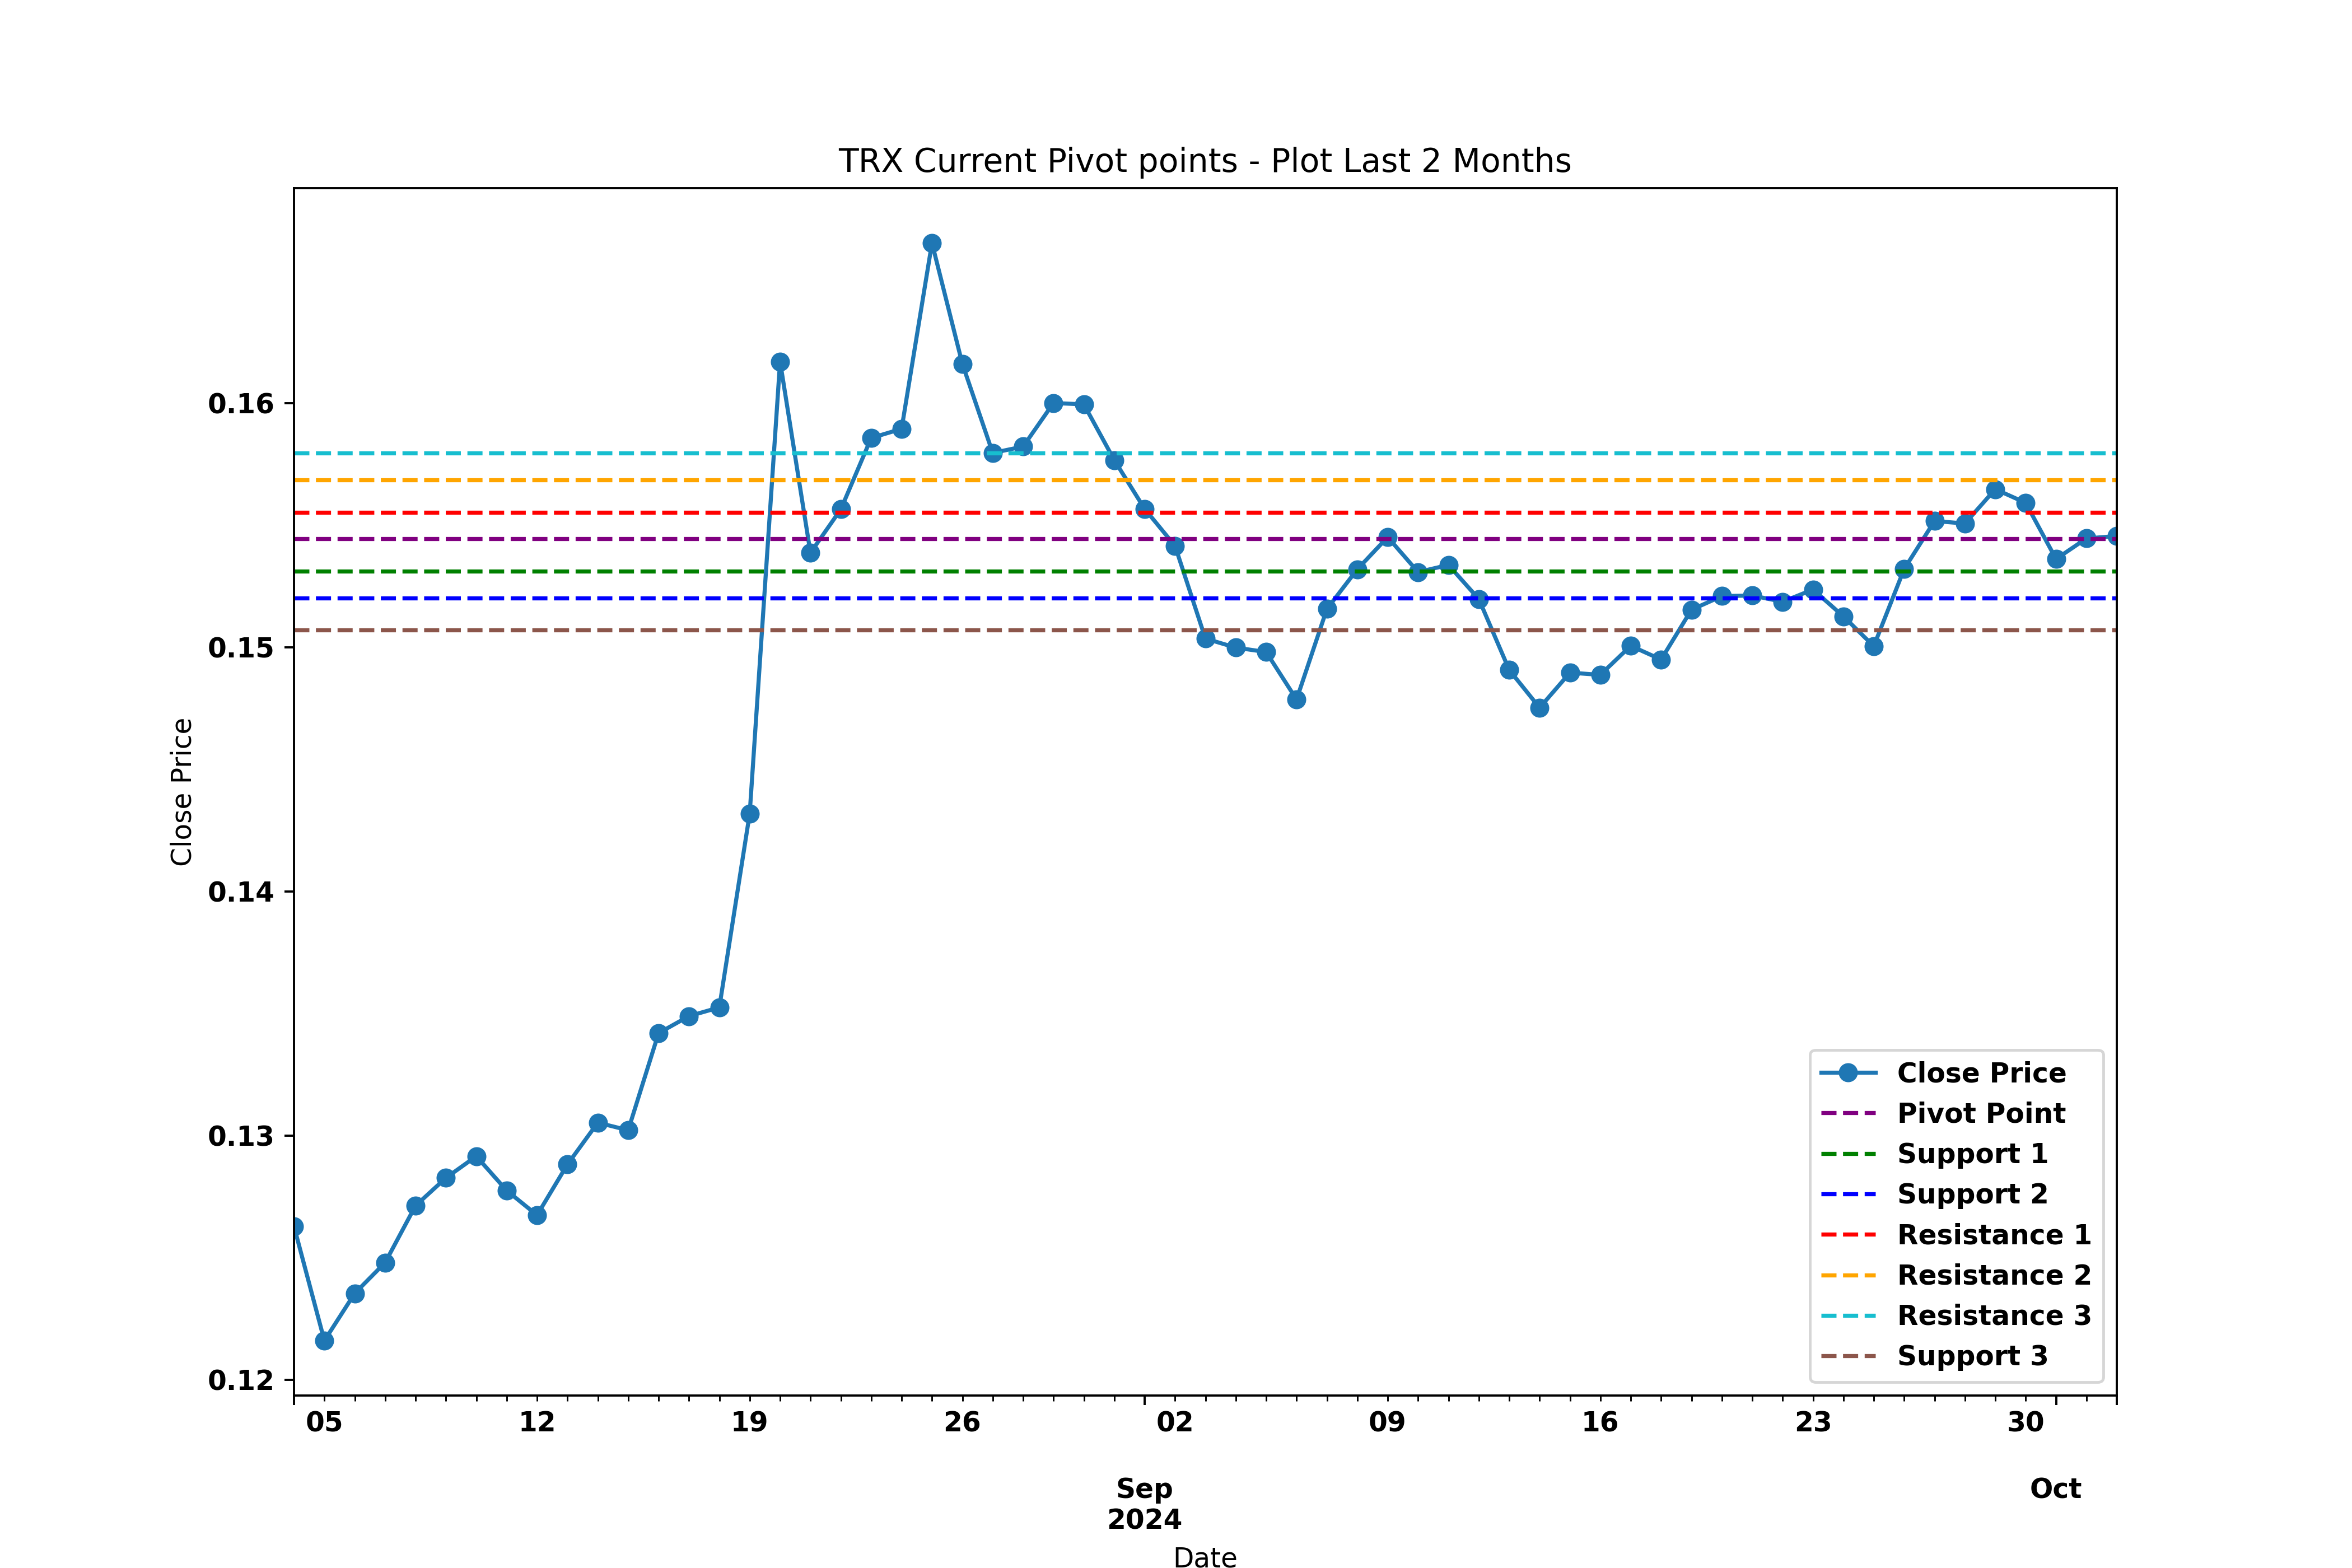 TRX Current Pivot points - Plot Last 2 Months
Close Price
0.16
0.15
0.14
0.13
0.12
Close Price
Pivot Point
Support 1
Support 2
Resistance 1
Resistance 2
Resistance 3
Support 3
05 12 19 26 02 09 16 23 30
Sep Oct
2024
Date